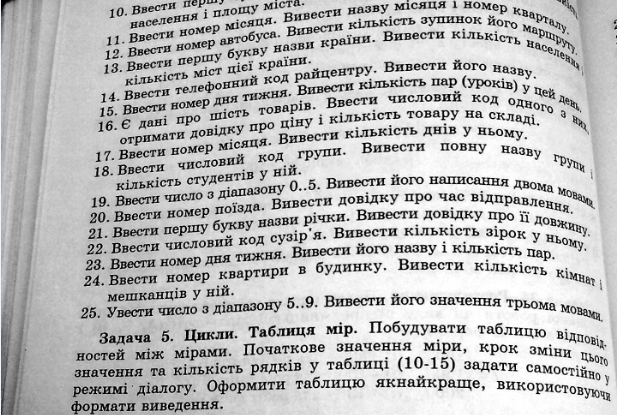 10. Ввести першу
населення і площу міста.
11. Ввести номер місяця. Вивести назву місяця і номер кварталу.
12. Ввести номер автобуса. Вивести кількість зупинок його маршруту.
13. Ввести першу букву назви країни. Вивести кількість населення і
кількість міст цієї країни.
14. Ввести телефонний код райцентру. Вивести його назву.
15. Ввести номер дня тижня. Вивести кількість пар (уроків) у цей день.
16. Є дані про шість товарів. Ввести числовий код одного з них,
отримати довідку про ціну і кількість товару на складі.
17. Ввести номер місяця. Вивести кількість днів у ньому.
18. Ввести числовий код групи. Вивести повну назву групи і
кількість студентів у ній.
19. Ввести число з діапазону 0..5. Вивести його написання двома мовами.
20. Ввести номер поїзда. Вивести довідку про час відправлення.
21. Ввести першу букву назви річки. Вивести довідку про її довжину.
22. Ввести числовий код сузір'я. Вивести кількість зірок у ньому.
23. Ввести номер дня тижня. Вивести його назву і кількість пар.
24. Ввести номер квартири в будинку. Вивести кількість кімнат і
мешканців у ній.
25. Увести число з діапазону 5..9. Вивести його значення трьома мовами.
Задача 5. Цикли. Таблиця мір. Побудувати таблицю відповід-
ностей між мірами. Початкове значення міри, крок зміни цього
значення та кількість рядків у таблиці (10-15) задати самостійно у
режимі діалогу. Оформити таблицю якнайкраще, використовуючи
формати виведення.